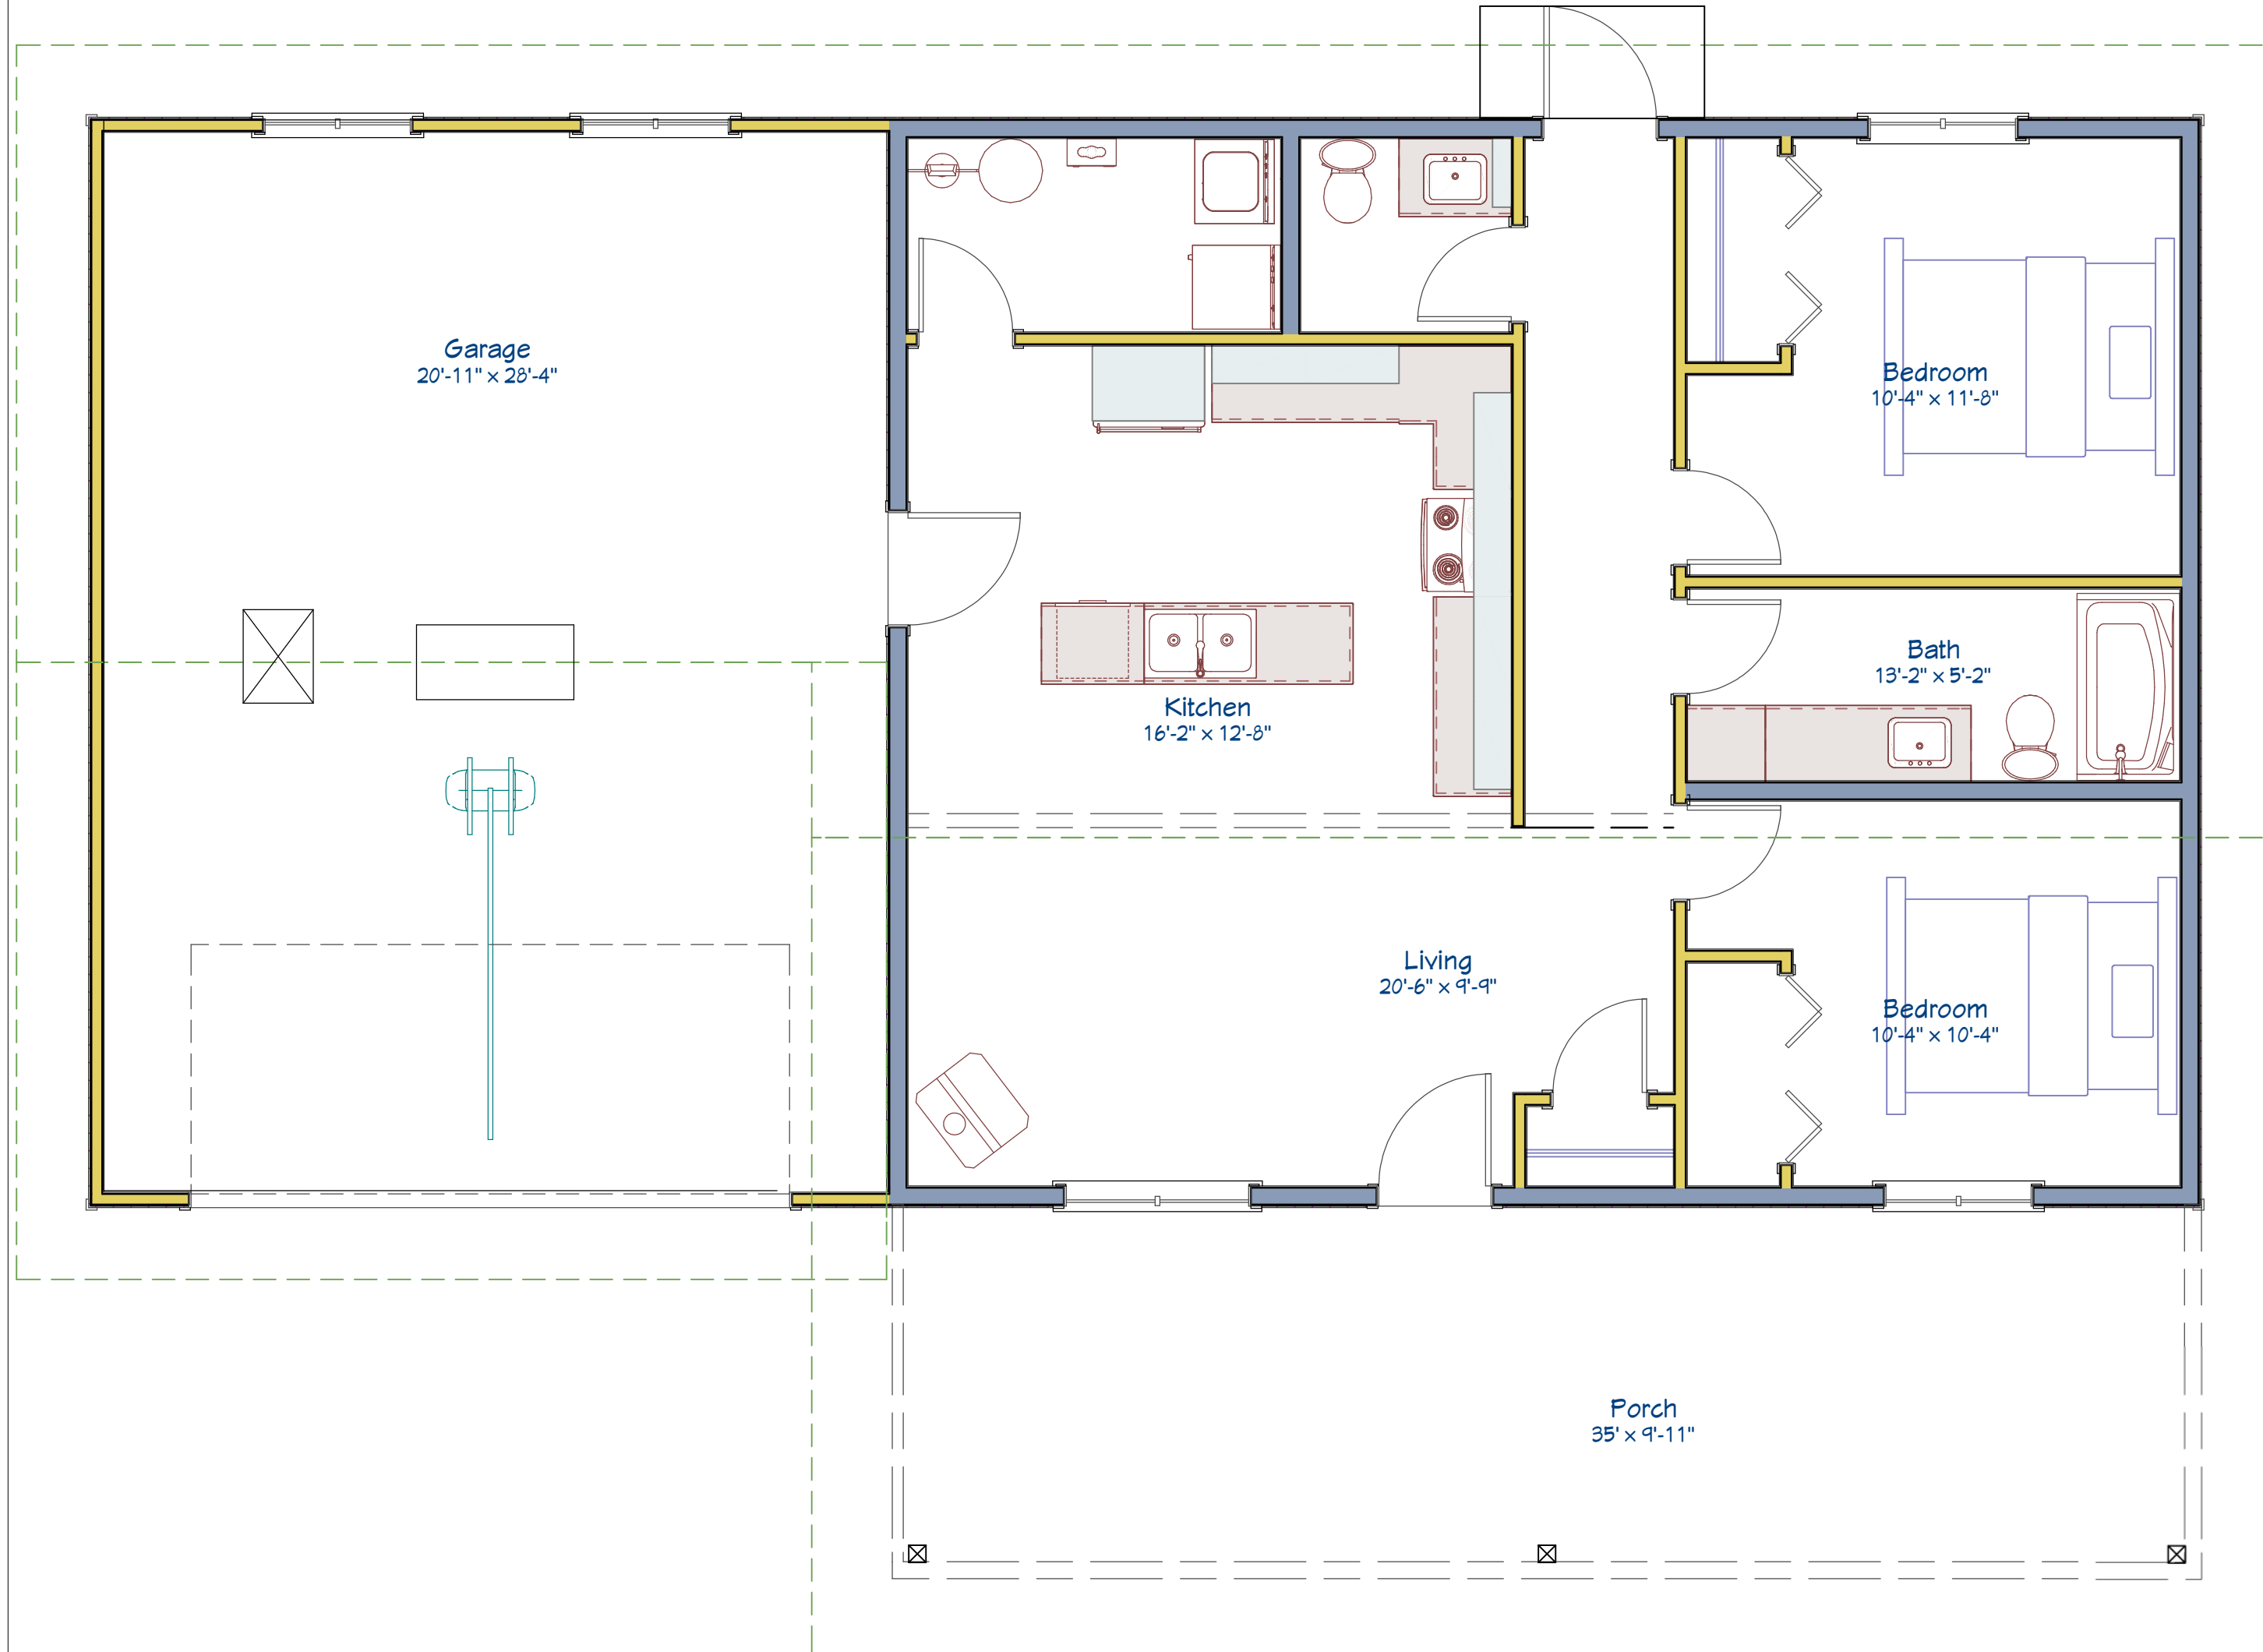 Garage
20'-11" x 28'-4"
Bedroom
10'-4" x 11'-8"
Bath
13'-2" x 5'-2"
Kitchen
16'-2" x 12'-8"
Living
20'-6" x 9'-9"
Bedroom
10'-4" x 10'-4"
Porch
35' x 9'-11"